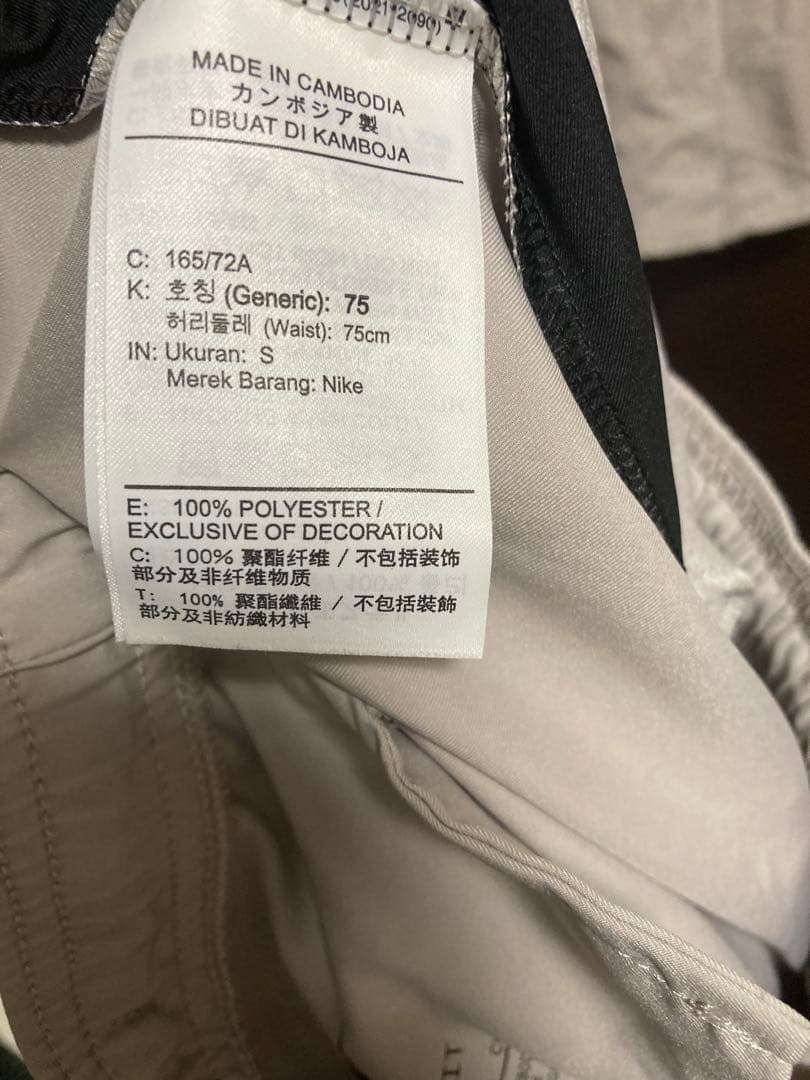 MADE IN CAMBODIA
カンボジア製
DIBUAT DI KAMBOJA
C: 165/72A
K: 호칭 (Generic): 75
허리둘레 (Waist): 75cm
IN: Ukuran: S
Merek Barang: Nike
E: 100% POLYESTER /
EXCLUSIVE OF DECORATION
C: 100% 聚酯纤维 / 不包括装饰
部分及非纤维物质
T: 100% 聚酯纖維 / 不包括裝飾
部分及非紡織材料